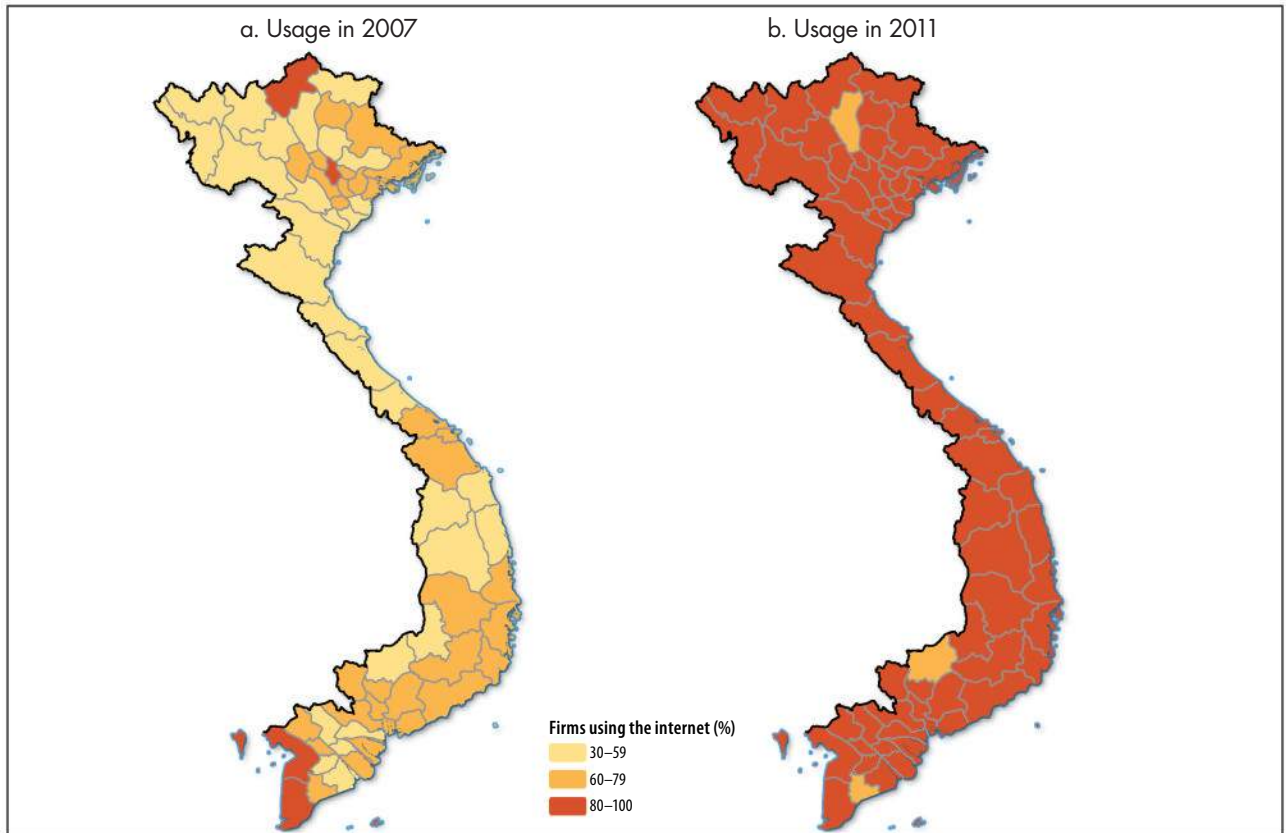 a. Usage in 2007
b. Usage in 2011
Firms using the internet (%)
30–59
60–79
80–100